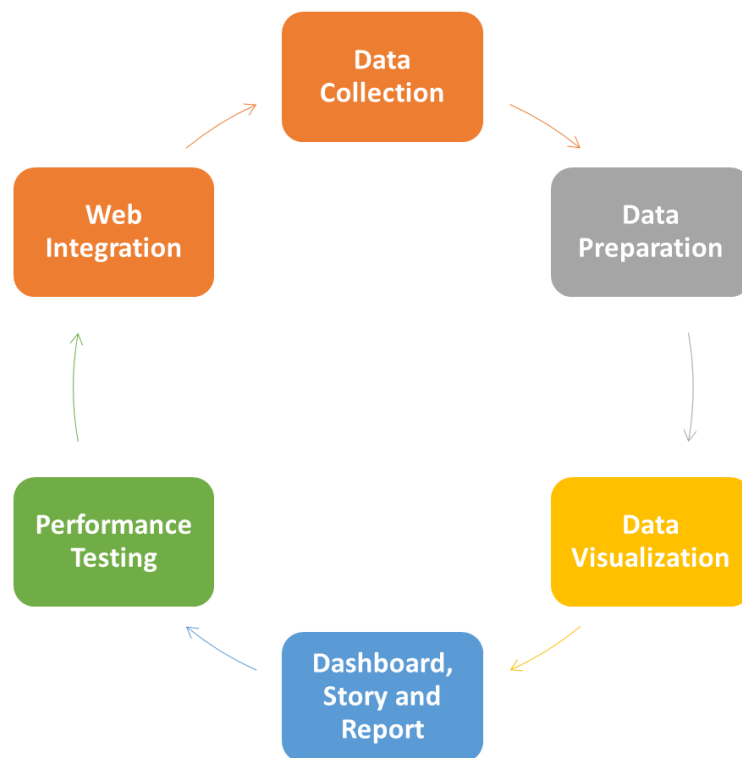 Data
Collection
Data
Preparation
Data
Visualization
Dashboard,
Story and
Report
Performance
Testing
Web
Integration